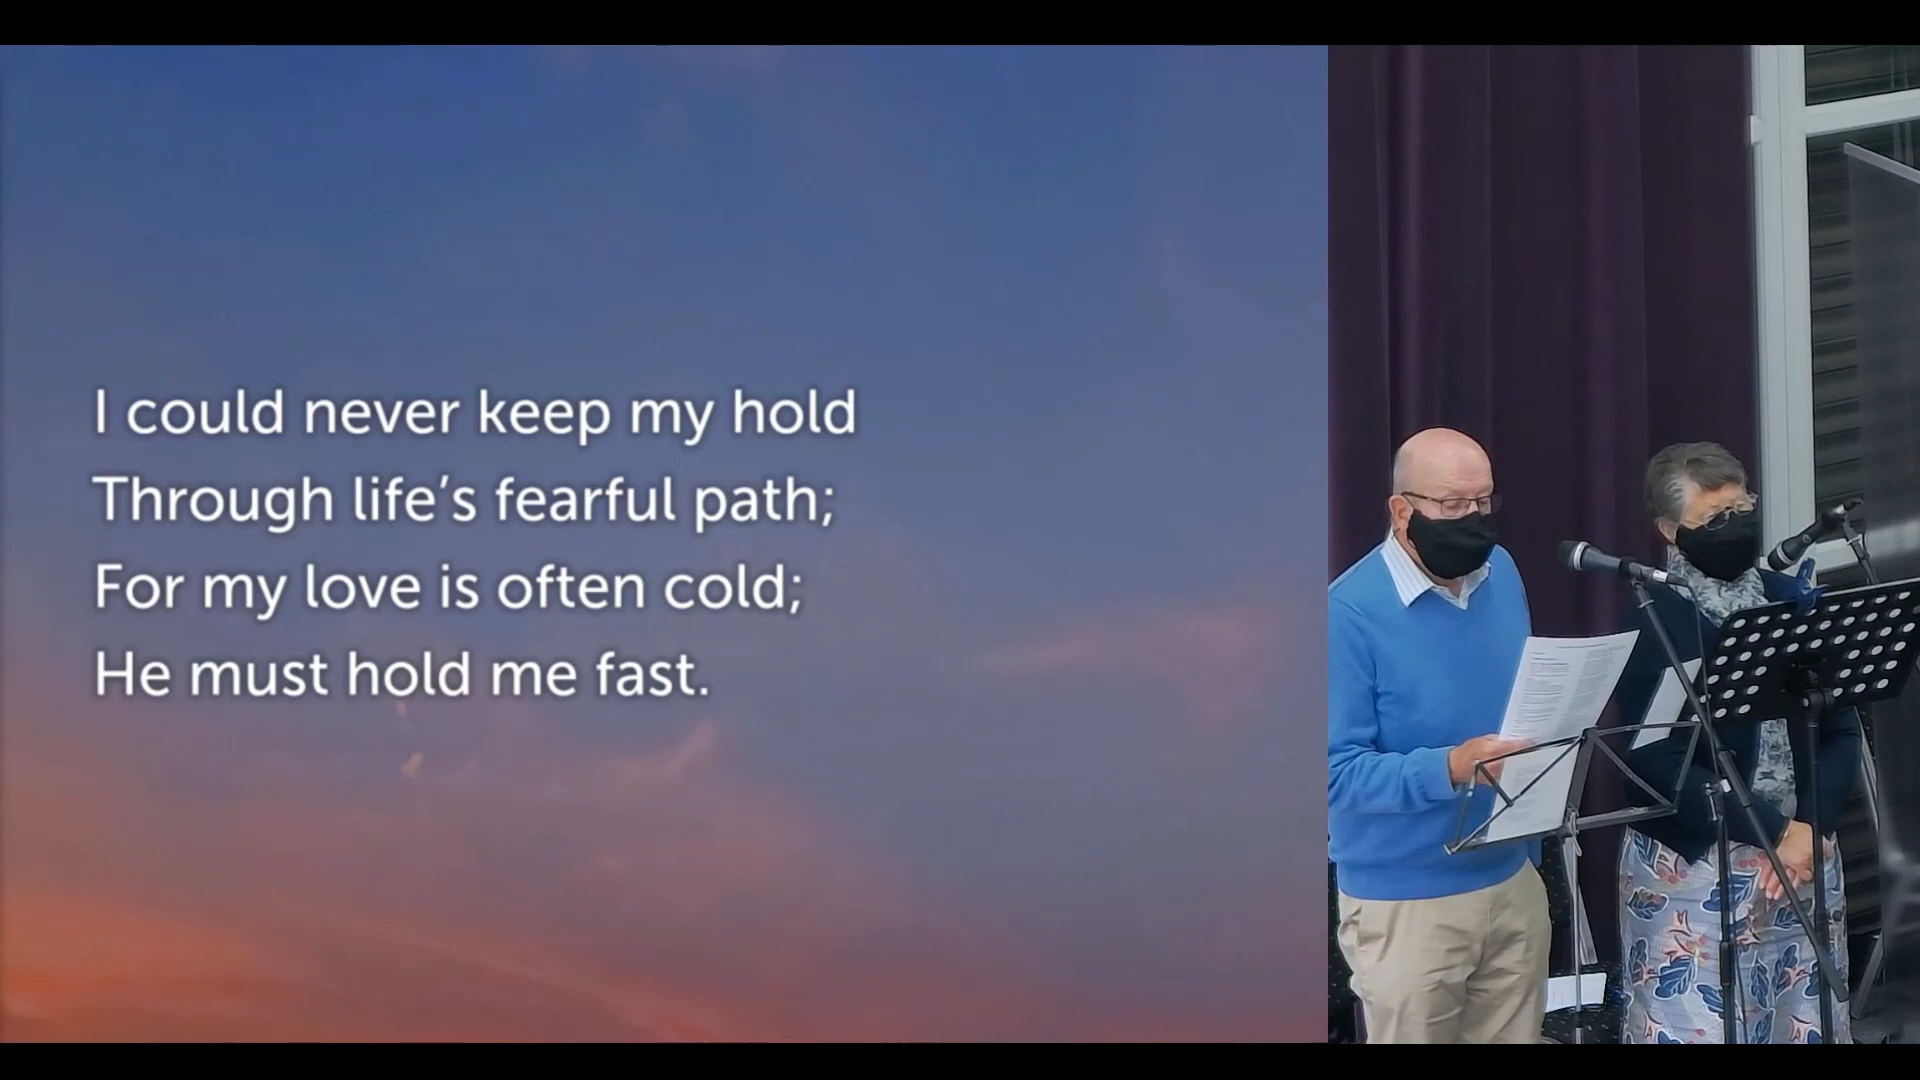 I could never keep my hold
Through life's fearful path;
For my love is often cold;
He must hold me fast.